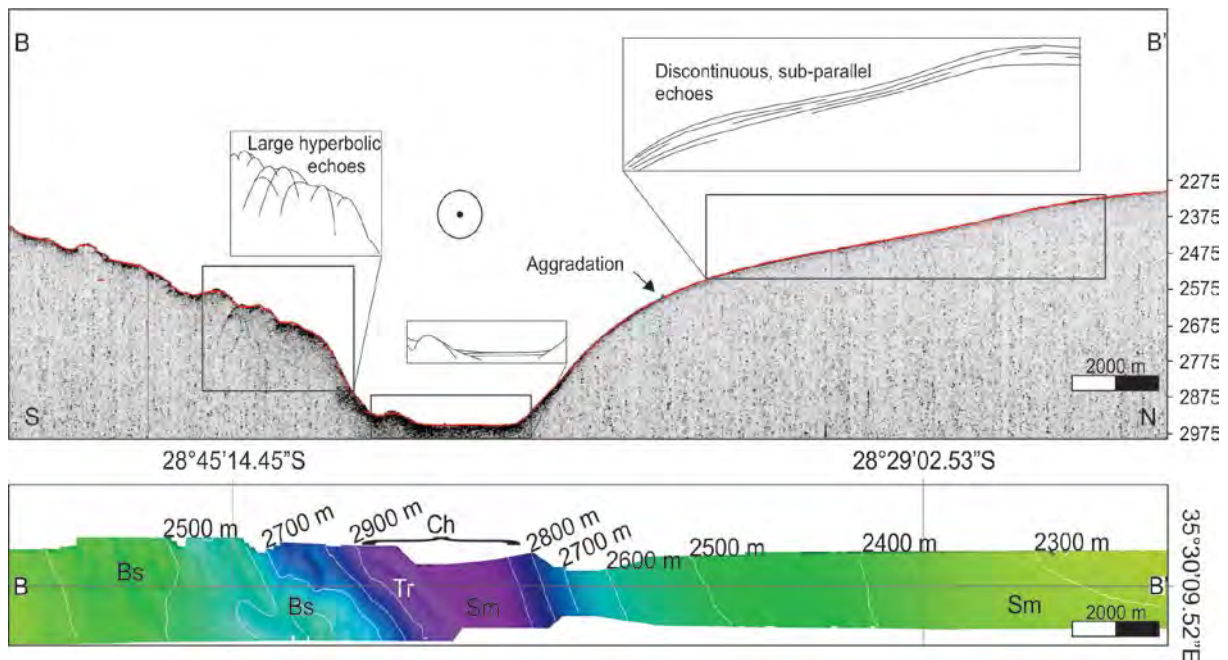 B
B'
Discontinuous, sub-parallel
echoes
Large hyperbolic
echoes
Aggradation
2275
2375
2475
2575
2675
2775
2875
2975
2000 m
S
N
28°45'14.45"S
28°29'02.53"S
2500 m
2700 m
2900 m
Ch
2800 m
2700 m
2600 m
2500 m
2400 m
2300 m
B
Bs
Bs
Tr
Sm
Sm
B'
2000 m
35°30'09.52"E